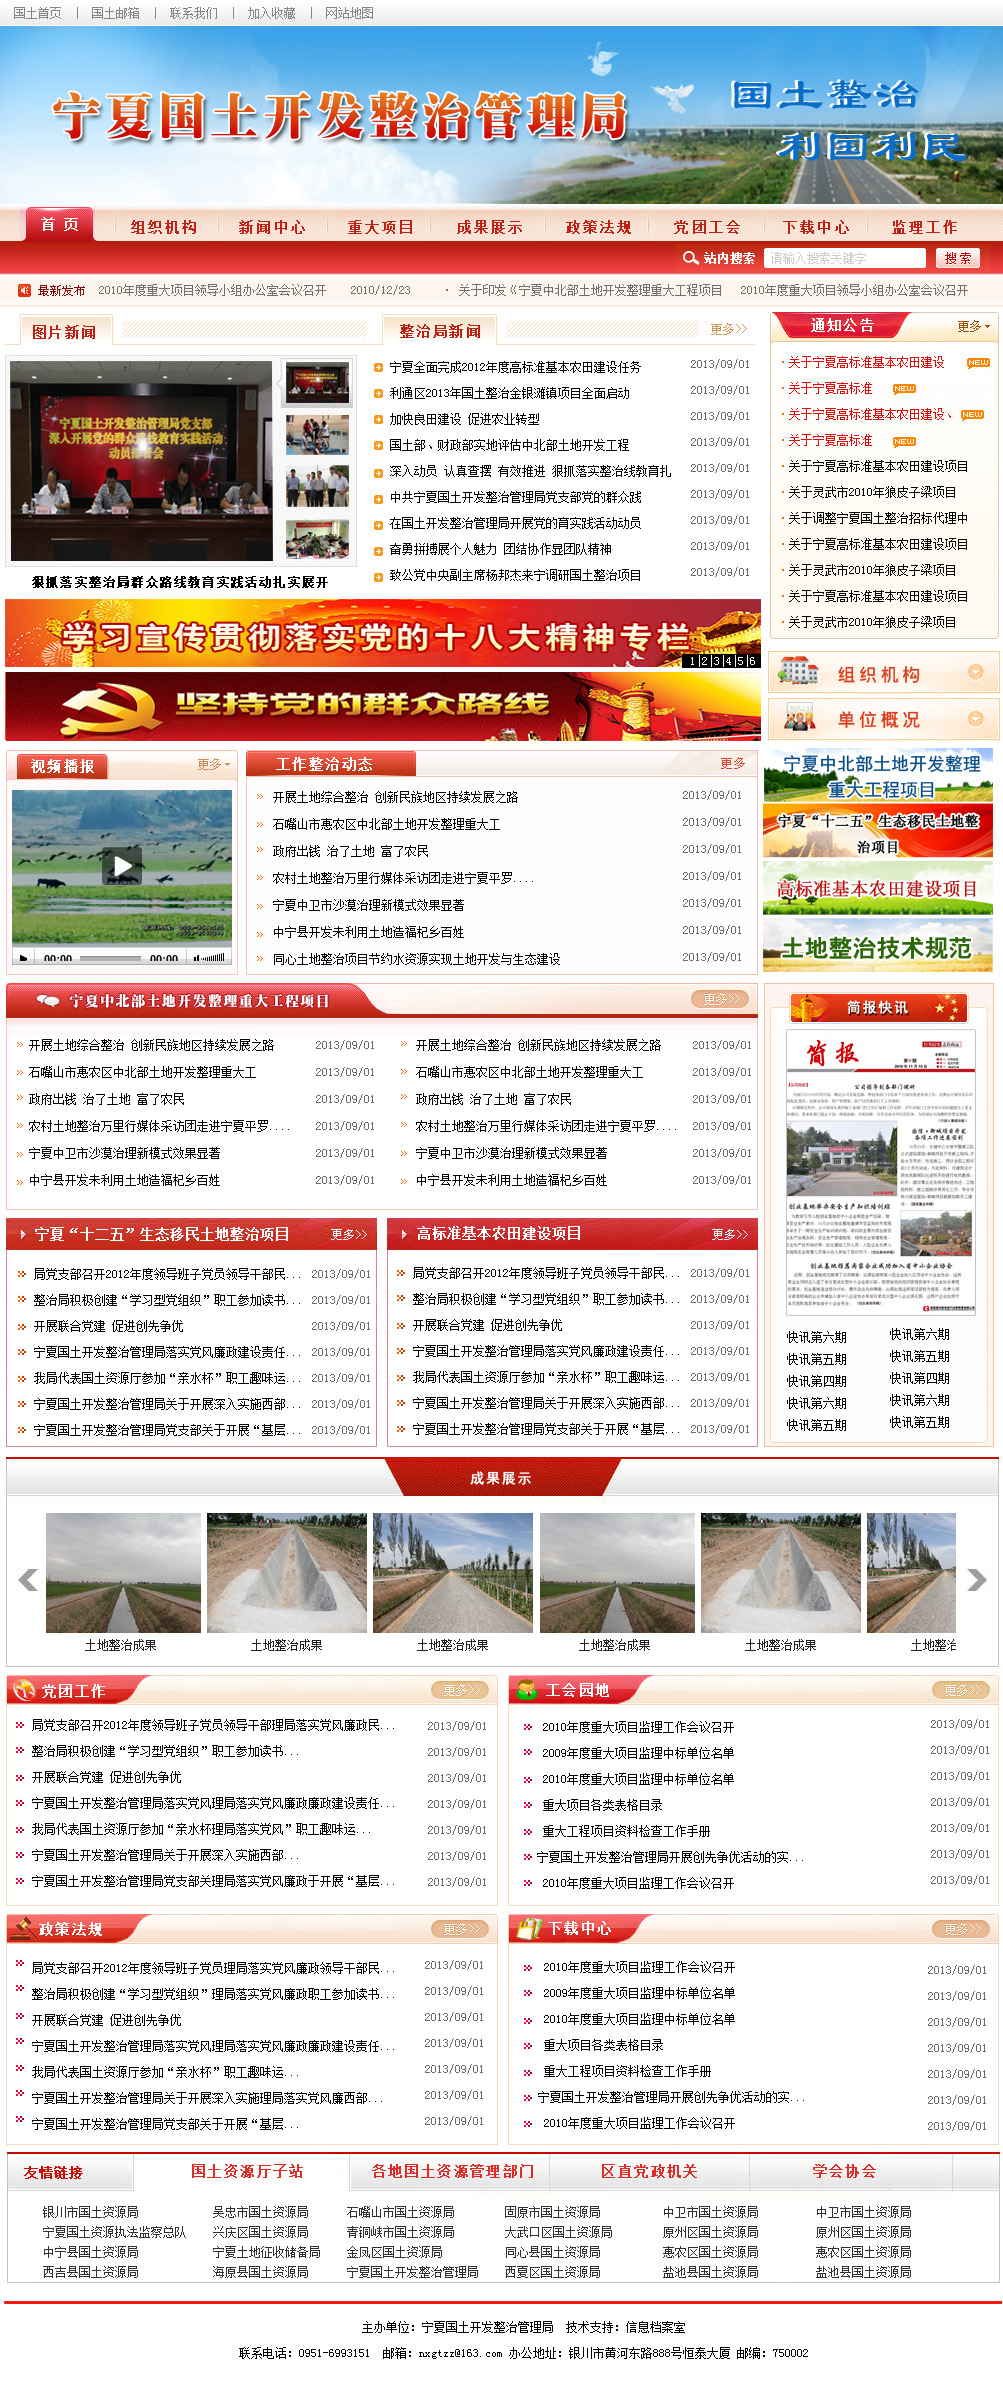 国土首页 | 国土邮箱 | 联系我们 | 加入收藏 | 网站地图
宁夏国土开发整治管理局
国土整治
利国利民
首 页 组织机构 新闻中心 重大项目 成果展示 政策法规 党团工会 下载中心 监理工作
站内搜索 请输入搜索关键字 搜索
最新发布 2010年度重大项目领导小组办公室会议召开 2010/12/23 · 关于印发《宁夏中北部土地开发整理重大工程项目 2010年度重大项目领导小组办公室会议召开
图片新闻
宁夏国土开发整治管理局党支部
深入开展党的群众路线教育实践活动
狠抓落实整治局群众路线教育实践活动扎实展开
整治局新闻 更多>>
宁夏全面完成2012年度高标准基本农田建设任务 2013/09/01
利通区2013年国土整治金银滩镇项目全面启动 2013/09/01
加快良田建设 促进农业转型 2013/09/01
国土部、财政部实地评估中北部土地开发工程 2013/09/01
深入动员 认真查摆 有效推进 狠抓落实整治线教育扎 2013/09/01
中共宁夏国土开发整治管理局党支部党的群众践 2013/09/01
在国土开发整治管理局开展党的育实践活动动员 2013/09/01
奋勇拼搏展个人魅力 团结协作显团队精神 2013/09/01
致公党中央副主席杨邦杰来宁调研国土整治项目 2013/09/01
通知公告 更多
·关于宁夏高标准基本农田建设 NEW
·关于宁夏高标准 NEW
·关于宁夏高标准基本农田建设、 NEW
·关于宁夏高标准 NEW
·关于宁夏高标准基本农田建设项目
·关于灵武市2010年狼皮子梁项目
·关于调整宁夏国土整治招标代理中
·关于宁夏高标准基本农田建设项目
·关于灵武市2010年狼皮子梁项目
·关于宁夏高标准基本农田建设项目
·关于灵武市2010年狼皮子梁项目
学习宣传贯彻落实党的十八大精神专栏
1|2|3|4|5|6
坚持党的群众路线
组织机构
单位概况
视频播报 更多
00:00 00:00
工作整治动态 更多
开展土地综合整治 创新民族地区持续发展之路 2013/09/01
石嘴山市惠农区中北部土地开发整理重大工 2013/09/01
政府出钱 治了土地 富了农民 2013/09/01
农村土地整治万里行媒体采访团走进宁夏平罗.... 2013/09/01
宁夏中卫市沙漠治理新模式效果显著 2013/09/01
中宁县开发未利用土地造福杞乡百姓 2013/09/01
同心土地整治项目节约水资源实现土地开发与生态建设 2013/09/01
宁夏中北部土地开发整理
重大工程项目
宁夏“十二五”生态移民土地整
治项目
高标准基本农田建设项目
土地整治技术规范
宁夏中北部土地开发整理重大工程项目 更多>>
开展土地综合整治 创新民族地区持续发展之路 2013/09/01
石嘴山市惠农区中北部土地开发整理重大工 2013/09/01
政府出钱 治了土地 富了农民 2013/09/01
农村土地整治万里行媒体采访团走进宁夏平罗.... 2013/09/01
宁夏中卫市沙漠治理新模式效果显著 2013/09/01
中宁县开发未利用土地造福杞乡百姓 2013/09/01
开展土地综合整治 创新民族地区持续发展之路 2013/09/01
石嘴山市惠农区中北部土地开发整理重大工 2013/09/01
政府出钱 治了土地 富了农民 2013/09/01
农村土地整治万里行媒体采访团走进宁夏平罗.... 2013/09/01
宁夏中卫市沙漠治理新模式效果显著 2013/09/01
中宁县开发未利用土地造福杞乡百姓 2013/09/01
简报快讯
简报
公司领导到各部门调研
创业基地举办安全生产知识培训班
快讯第六期 快讯第六期
快讯第五期 快讯第五期
快讯第四期 快讯第四期
快讯第六期 快讯第六期
快讯第五期 快讯第五期
宁夏“十二五”生态移民土地整治项目 更多>>
局党支部召开2012年度领导班子党员领导干部民... 2013/09/01
整治局积极创建“学习型党组织”职工参加读书... 2013/09/01
开展联合党建 促进创先争优 2013/09/01
宁夏国土开发整治管理局落实党风廉政建设责任... 2013/09/01
我局代表国土资源厅参加“亲水杯”职工趣味运... 2013/09/01
宁夏国土开发整治管理局关于开展深入实施西部... 2013/09/01
宁夏国土开发整治管理局党支部关于开展“基层... 2013/09/01
高标准基本农田建设项目 更多>>
局党支部召开2012年度领导班子党员领导干部民... 2013/09/01
整治局积极创建“学习型党组织”职工参加读书... 2013/09/01
开展联合党建 促进创先争优 2013/09/01
宁夏国土开发整治管理局落实党风廉政建设责任... 2013/09/01
我局代表国土资源厅参加“亲水杯”职工趣味运... 2013/09/01
宁夏国土开发整治管理局关于开展深入实施西部... 2013/09/01
宁夏国土开发整治管理局党支部关于开展“基层... 2013/09/01
成果展示
土地整治成果 土地整治成果 土地整治成果 土地整治成果 土地整治成果 土地整治
党团工作 更多>>
局党支部召开2012年度领导班子党员领导干部理局落实党风廉政民... 2013/09/01
整治局积极创建“学习型党组织”职工参加读书... 2013/09/01
开展联合党建 促进创先争优 2013/09/01
宁夏国土开发整治管理局落实党风理局落实党风廉政廉政建设责任... 2013/09/01
我局代表国土资源厅参加“亲水杯理局落实党风”职工趣味运... 2013/09/01
宁夏国土开发整治管理局关于开展深入实施西部... 2013/09/01
宁夏国土开发整治管理局党支部关理局落实党风廉政于开展“基层... 2013/09/01
工会园地 更多>>
2010年度重大项目监理工作会议召开 2013/09/01
2009年度重大项目监理中标单位名单 2013/09/01
2010年度重大项目监理中标单位名单 2013/09/01
重大项目各类表格目录 2013/09/01
重大工程项目资料检查工作手册 2013/09/01
宁夏国土开发整治管理局开展创先争优活动的实... 2013/09/01
2010年度重大项目监理工作会议召开 2013/09/01
政策法规 更多>>
局党支部召开2012年度领导班子党员理局落实党风廉政领导干部民... 2013/09/01
整治局积极创建“学习型党组织”理局落实党风廉政职工参加读书... 2013/09/01
开展联合党建 促进创先争优 2013/09/01
宁夏国土开发整治管理局落实党风理局落实党风廉政廉政建设责任... 2013/09/01
我局代表国土资源厅参加“亲水杯”职工趣味运... 2013/09/01
宁夏国土开发整治管理局关于开展深入实施理局落实党风廉西部... 2013/09/01
宁夏国土开发整治管理局党支部关于开展“基层... 2013/09/01
下载中心 更多>>
2010年度重大项目监理工作会议召开 2013/09/01
2009年度重大项目监理中标单位名单 2013/09/01
2010年度重大项目监理中标单位名单 2013/09/01
重大项目各类表格目录 2013/09/01
重大工程项目资料检查工作手册 2013/09/01
宁夏国土开发整治管理局开展创先争优活动的实... 2013/09/01
2010年度重大项目监理工作会议召开 2013/09/01
友情链接 国土资源厅子站 各地国土资源管理部门 区直党政机关 学会协会
银川市国土资源局 吴忠市国土资源局 石嘴山市国土资源局 固原市国土资源局 中卫市国土资源局 中卫市国土资源局
宁夏国土资源执法监察总队 兴庆区国土资源局 青铜峡市国土资源局 大武口区国土资源局 原州区国土资源局 原州区国土资源局
中宁县国土资源局 宁夏土地征收储备局 金凤区国土资源局 同心县国土资源局 惠农区国土资源局 惠农区国土资源局
西吉县国土资源局 海原县国土资源局 宁夏国土开发整治管理局 西夏区国土资源局 盐池县国土资源局 盐池县国土资源局
主办单位：宁夏国土开发整治管理局 技术支持：信息档案室
联系电话：0951-6993151 邮箱：nxgtzz@163.com 办公地址：银川市黄河东路888号恒泰大厦 邮编：750002